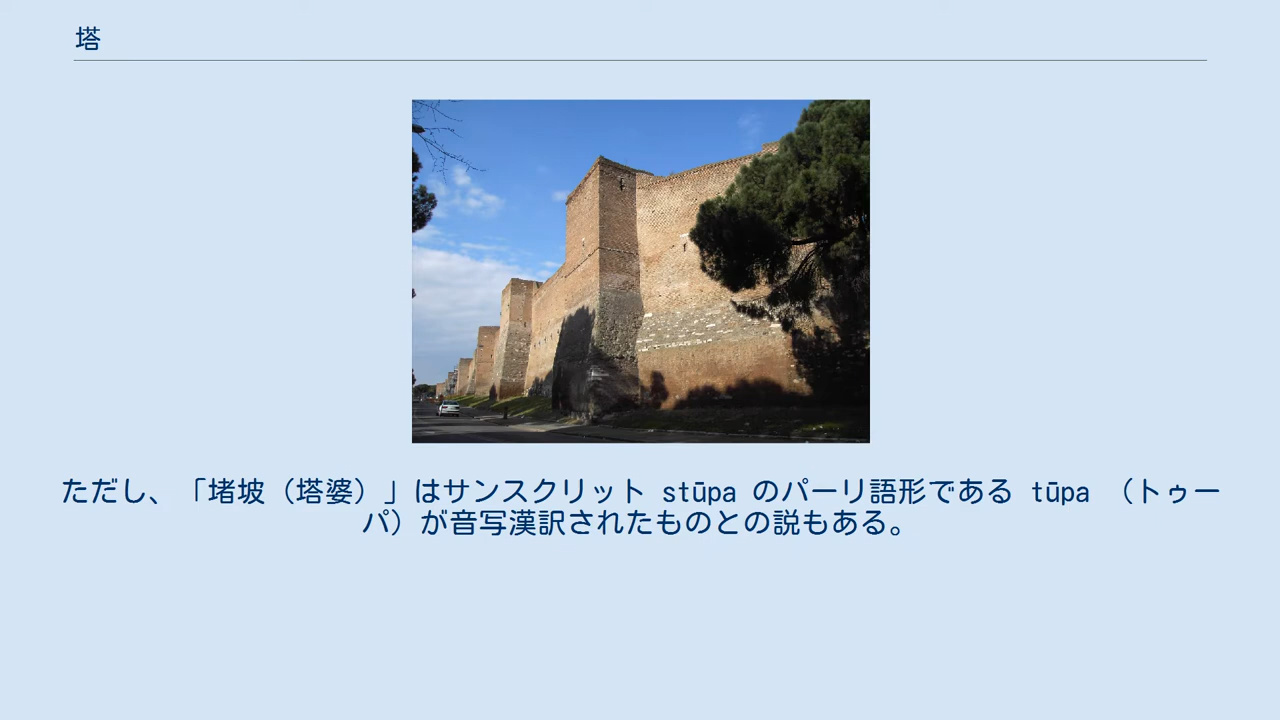 塔
ただし、「堵坡（塔婆）」はサンスクリット stūpa のパーリ語形である tūpa （トゥー
パ）が音写漢訳されたものとの説もある。